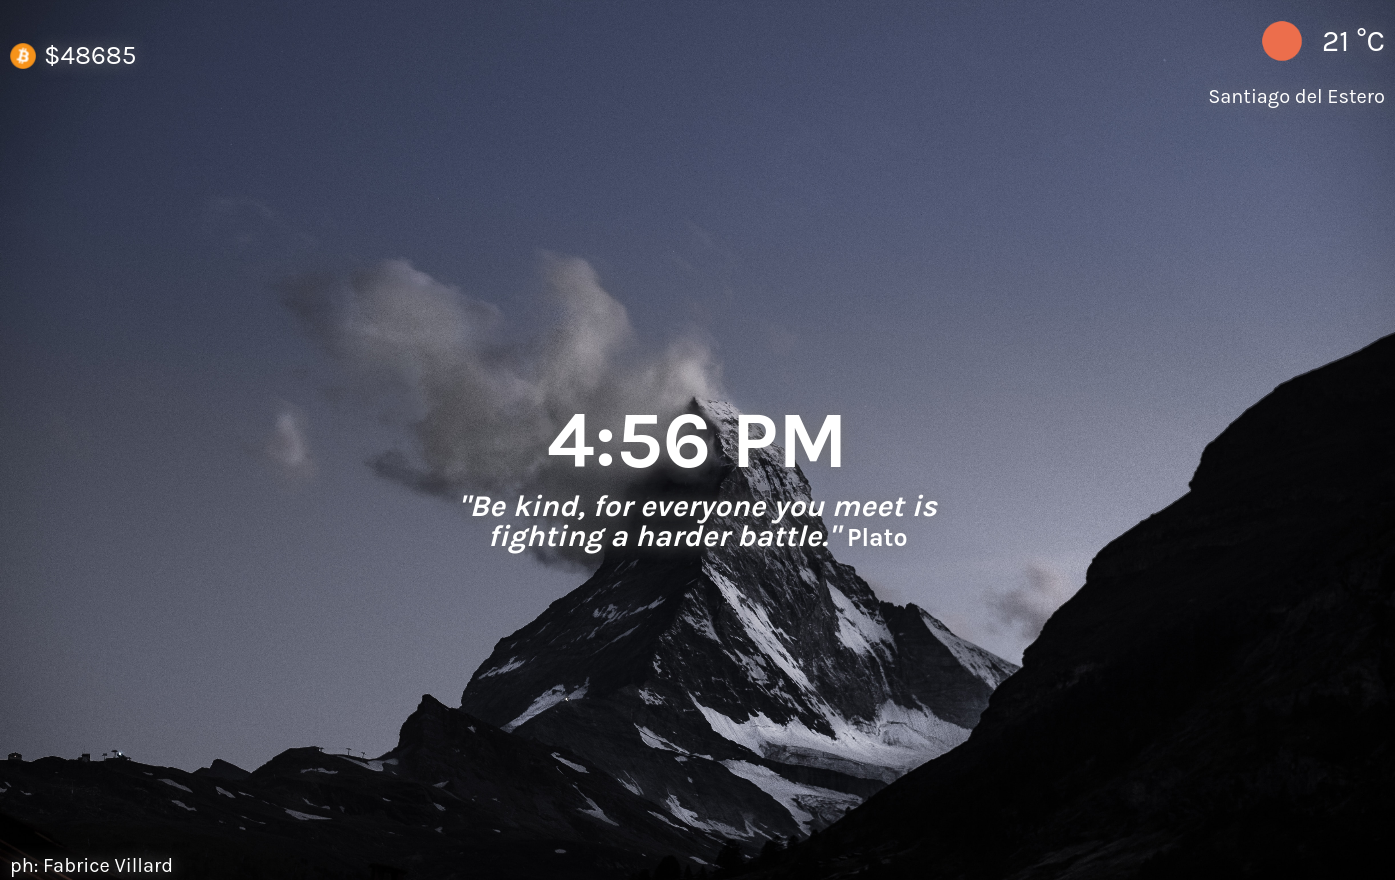 $48685
21 °C
Santiago del Estero
4:56 PM
"Be kind, for everyone you meet is
fighting a harder battle." Plato
ph: Fabrice Villard